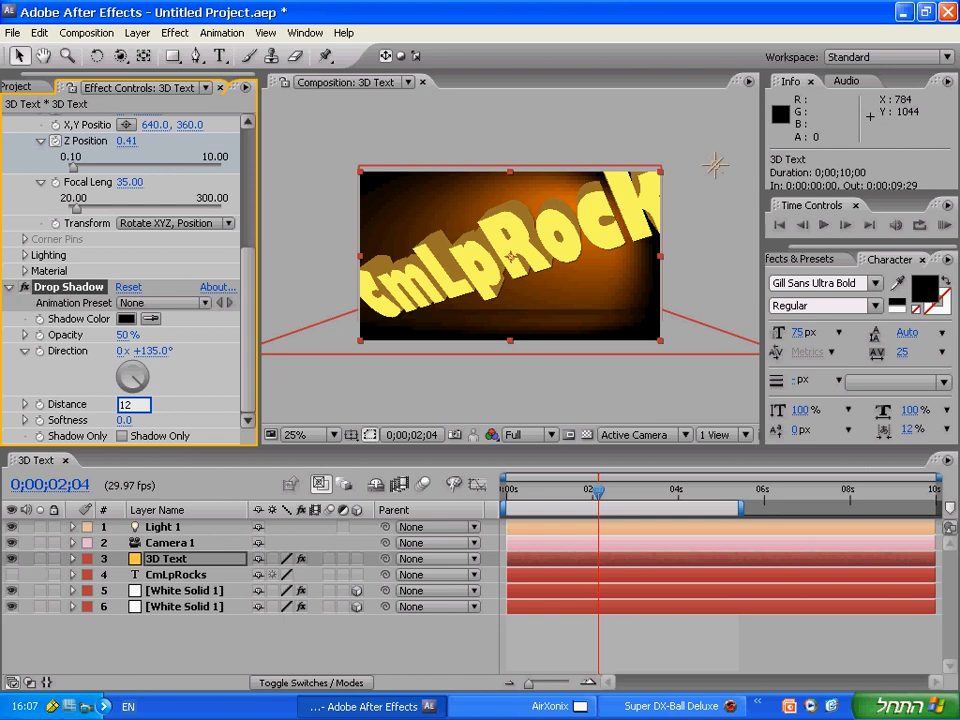 Adobe After Effects - Untitled Project.aep *
File Edit Composition Layer Effect Animation View Window Help
Workspace: Standard
Project Effect Controls: 3D Text
3D Text * 3D Text
X,Y Positio 640.0, 360.0
Z Position 0.41
0.10 10.00
Focal Leng 35.00
20.00 300.00
Transform Rotate XYZ, Position
Corner Pins
Lighting
Material
Drop Shadow Reset About...
Animation Preset None
Shadow Color
Opacity 50 %
Direction 0 x +135.0°
Distance 12
Softness 0.0
Shadow Only Shadow Only
Composition: 3D Text
CmLpRock
25% 0;00;02;04 Full Active Camera 1 View
Info Audio
R : X : 784
G : Y : 1044
B :
A : 0
3D Text
Duration: 0;00;10;00
In: 0;00;00;00, Out: 0;00;09;29
Time Controls
ffects & Presets Character
Gill Sans Ultra Bold
Regular
75 px Auto
Metrics 25
- px
100 % 100 %
0 px 12 %
3D Text
0;00;02;04 (29.97 fps)
:00s 02 04s 06s 08s 10s
# Layer Name Parent
1 Light 1 None
2 Camera 1 None
3 3D Text None
4 CmLpRocks None
5 [White Solid 1] None
6 [White Solid 1] None
Toggle Switches / Modes
16:07 EN ...- Adobe After Effects AirXonix Super DX-Ball Deluxe התחל